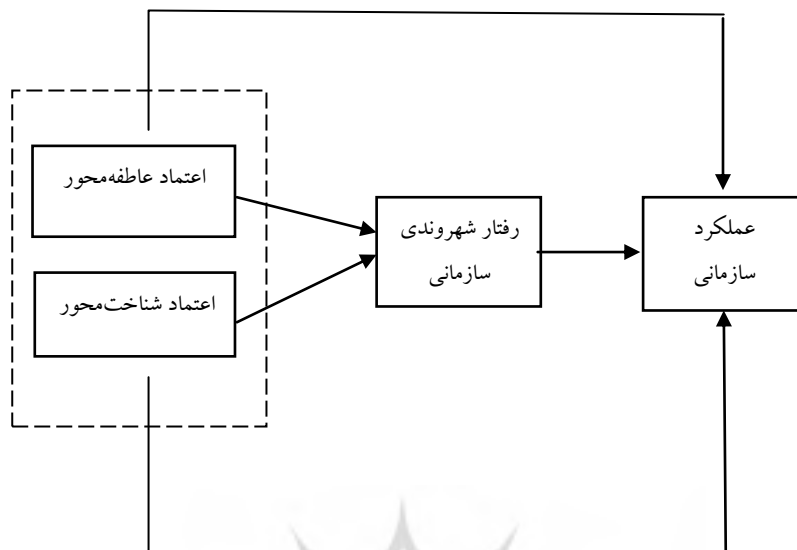 اعتماد عاطفه‌محور
رفتار شهروندی
سازمانی
عملکرد
سازمانی
اعتماد شناخت‌محور